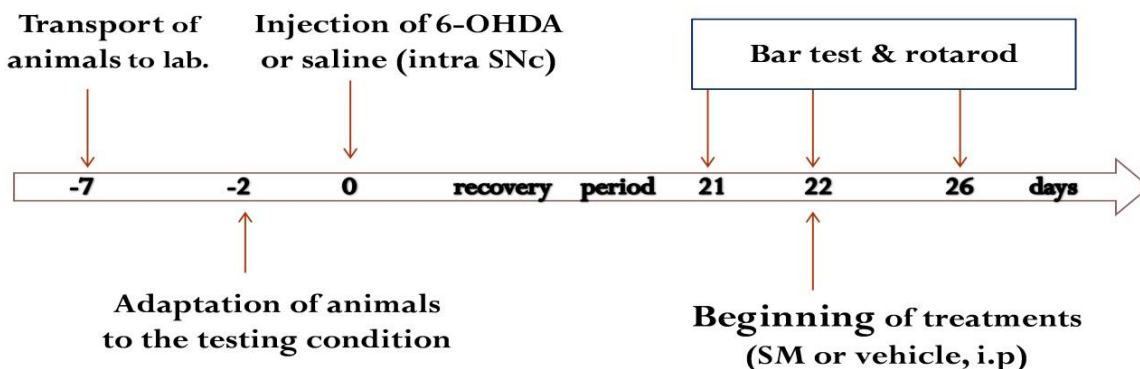 Transport of
animals to lab.
Injection of 6-OHDA
or saline (intra SNc)
Bar test & rotarod
-7 -2 0 recovery period 21 22 26 days
Adaptation of animals
to the testing condition
Beginning of treatments
(SM or vehicle, i.p)